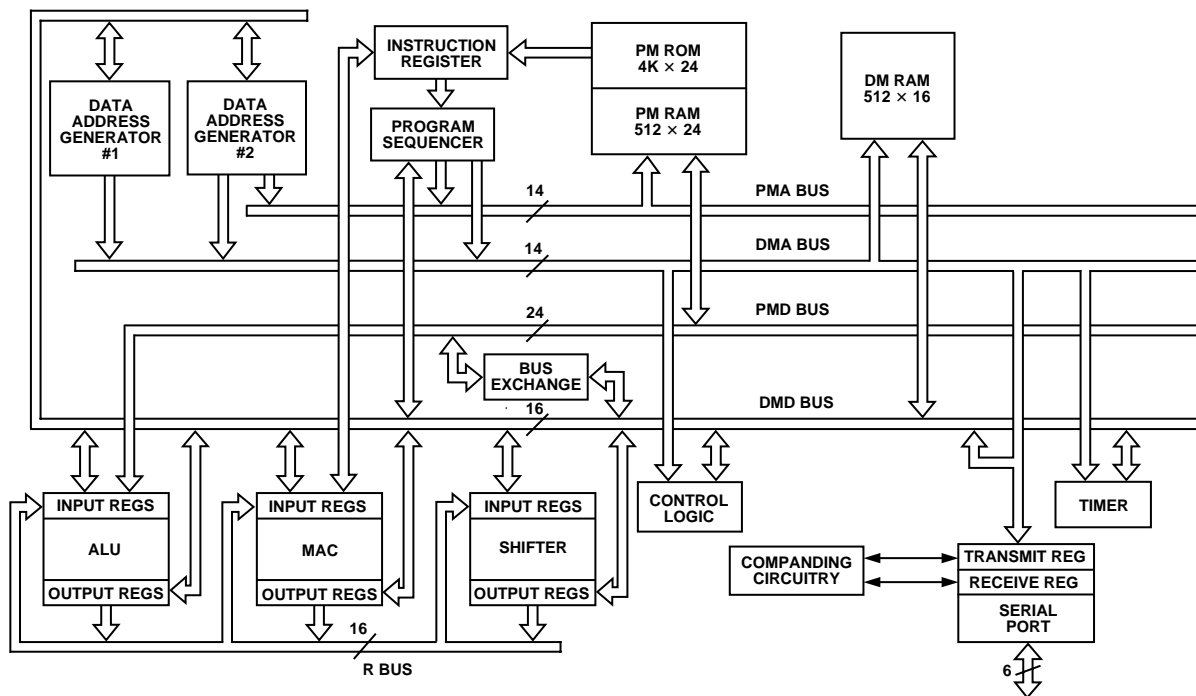 INSTRUCTION
REGISTER
PM ROM
4K × 24
PM RAM
512 × 24
DM RAM
512 × 16
DATA
ADDRESS
GENERATOR
#1
DATA
ADDRESS
GENERATOR
#2
PROGRAM
SEQUENCER
14
PMA BUS
14
DMA BUS
24
PMD BUS
BUS
EXCHANGE
16
DMD BUS
INPUT REGS
ALU
OUTPUT REGS
INPUT REGS
MAC
OUTPUT REGS
INPUT REGS
SHIFTER
OUTPUT REGS
CONTROL
LOGIC
TIMER
COMPANDING
CIRCUITRY
TRANSMIT REG
RECEIVE REG
SERIAL
PORT
16
R BUS
6